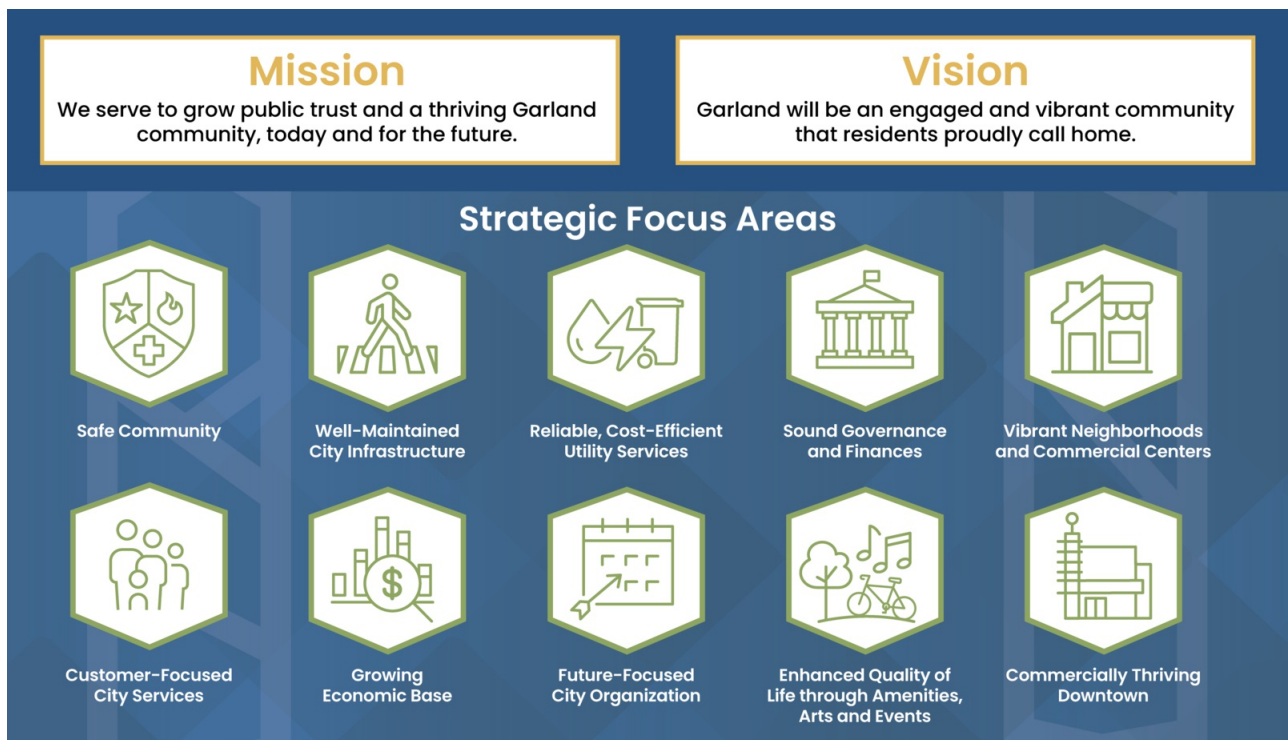 Mission
We serve to grow public trust and a thriving Garland
community, today and for the future.
Vision
Garland will be an engaged and vibrant community
that residents proudly call home.
Strategic Focus Areas
Safe Community
Well-Maintained
City Infrastructure
Reliable, Cost-Efficient
Utility Services
Sound Governance
and Finances
Vibrant Neighborhoods
and Commercial Centers
Customer-Focused
City Services
$
Growing
Economic Base
Future-Focused
City Organization
Enhanced Quality of
Life through Amenities,
Arts and Events
Commercially Thriving
Downtown